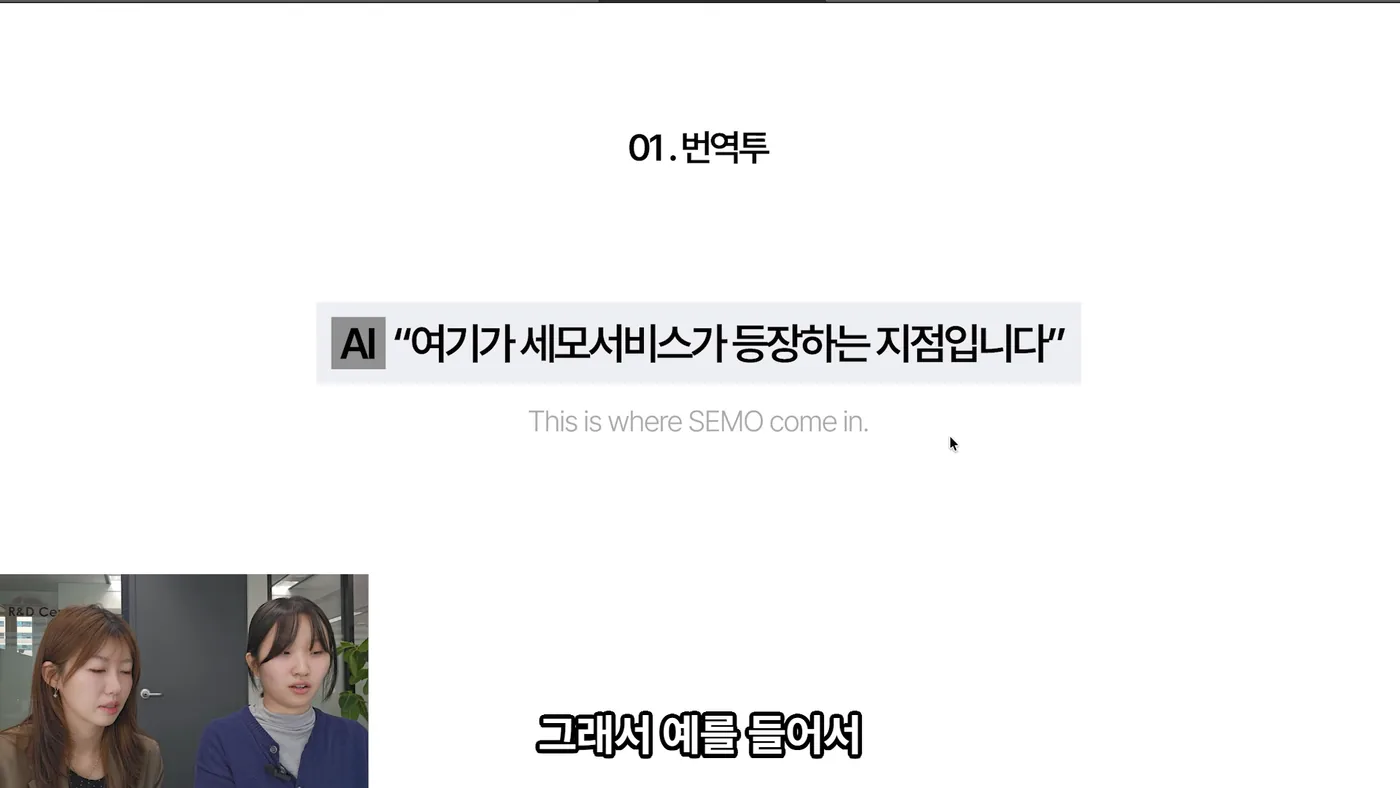 01. 번역투
AI “여기가 세모서비스가 등장하는 지점입니다”
This is where SEMO come in.
R&D Ce
그래서 예를 들어서